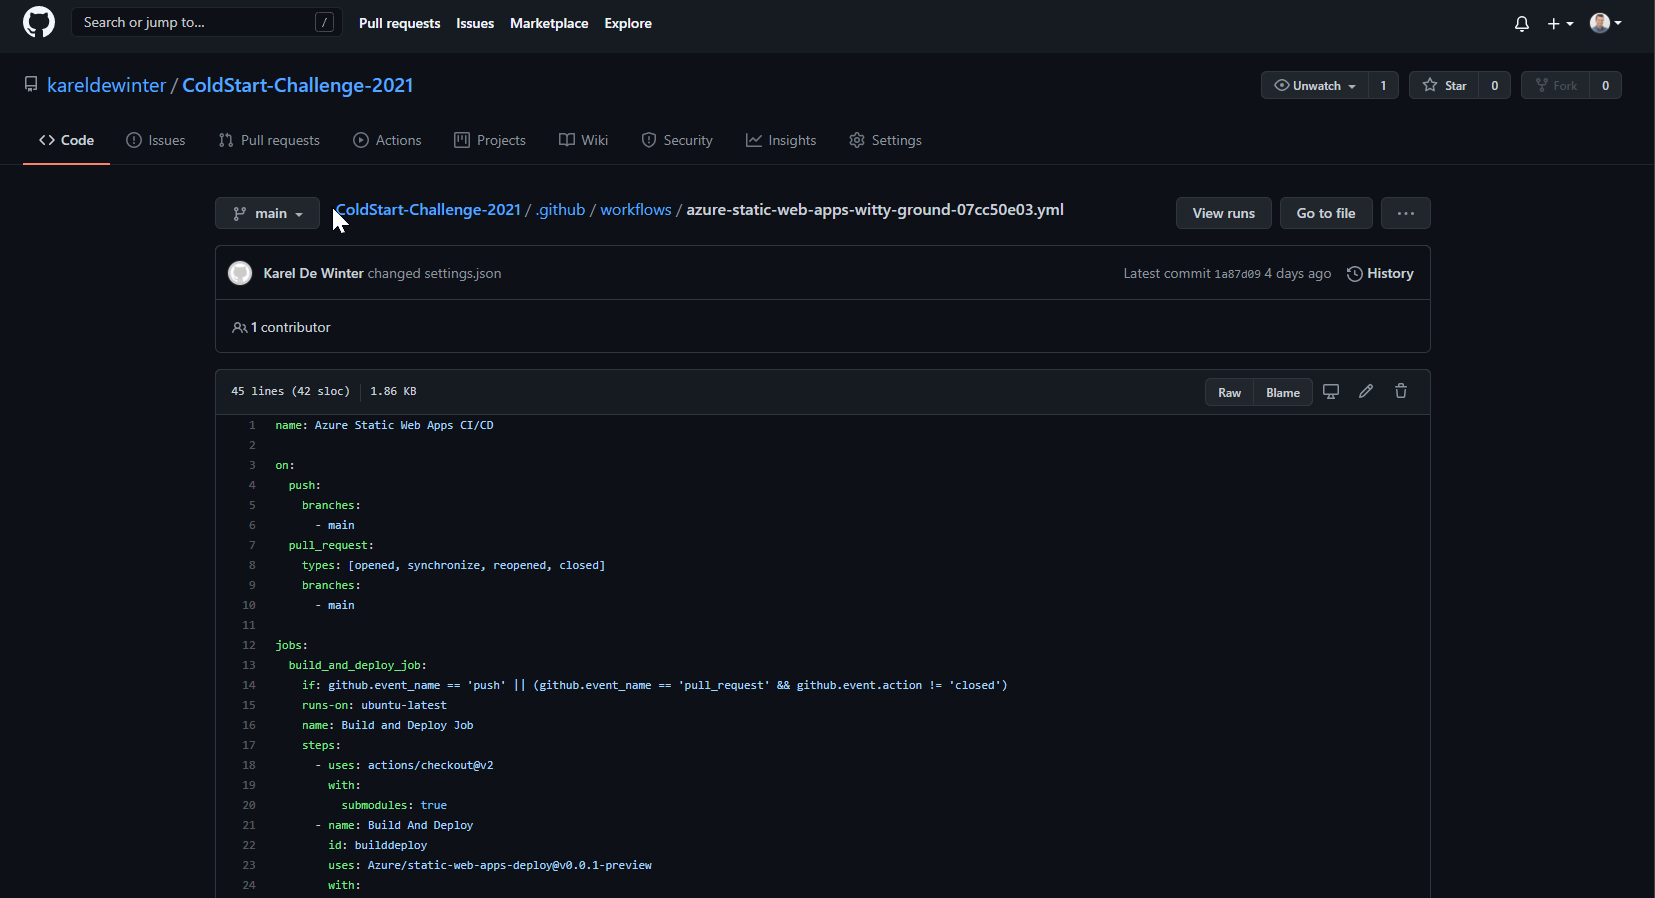 Search or jump to... / Pull requests Issues Marketplace Explore
kareldewinter / ColdStart-Challenge-2021 Unwatch 1 Star 0 Fork 0
Code Issues Pull requests Actions Projects Wiki Security Insights Settings
main ColdStart-Challenge-2021 / .github / workflows / azure-static-web-apps-witty-ground-07cc50e03.yml View runs Go to file ...
Karel De Winter changed settings.json Latest commit 1a87d09 4 days ago History
1 contributor
45 lines (42 sloc) 1.86 KB Raw Blame
1 name: Azure Static Web Apps CI/CD
2
3 on:
4 push:
5 branches:
6 - main
7 pull_request:
8 types: [opened, synchronize, reopened, closed]
9 branches:
10 - main
11
12 jobs:
13 build_and_deploy_job:
14 if: github.event_name == 'push' || (github.event_name == 'pull_request' && github.event.action != 'closed')
15 runs-on: ubuntu-latest
16 name: Build and Deploy Job
17 steps:
18 - uses: actions/checkout@v2
19 with:
20 submodules: true
21 - name: Build And Deploy
22 id: builddeploy
23 uses: Azure/static-web-apps-deploy@v0.0.1-preview
24 with: